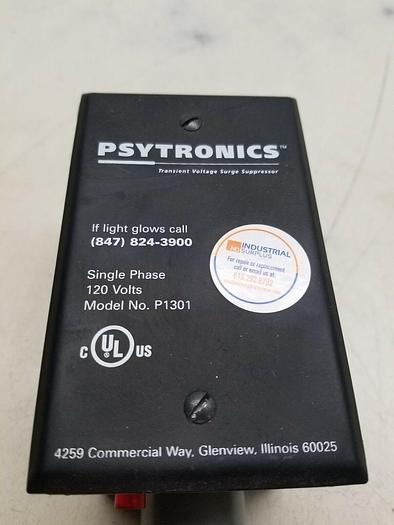 PSYTRONICS™
Transient Voltage Surge Suppressor
If light glows call
(847) 824-3900
Single Phase
120 Volts
Model No. P1301
INDUSTRIAL
SURPLUS
For repair or replacement
call or email us at:
C UL® US
4259 Commercial Way, Glenview, Illinois 60025